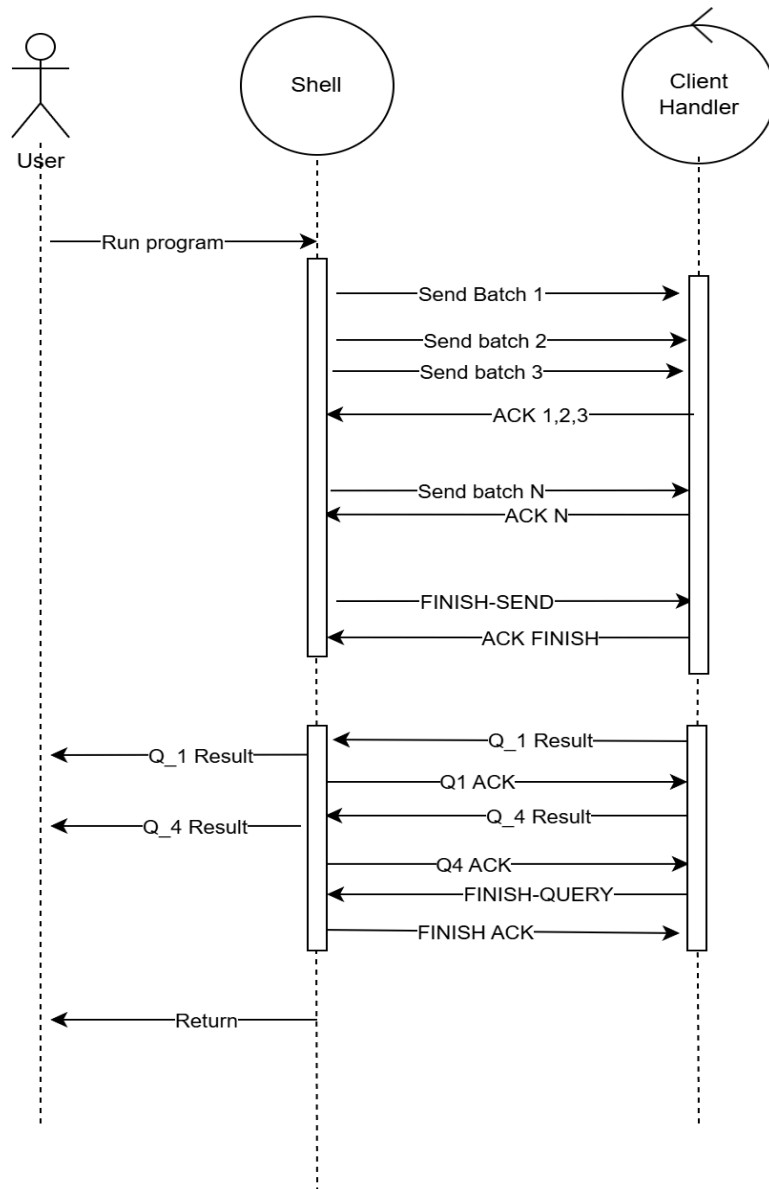 Shell
Client
Handler
User
Run program
Send Batch 1
Send batch 2
Send batch 3
ACK 1,2,3
Send batch N
ACK N
FINISH-SEND
ACK FINISH
Q_1 Result
Q_1 Result
Q1 ACK
Q_4 Result
Q_4 Result
Q4 ACK
FINISH-QUERY
FINISH ACK
Return